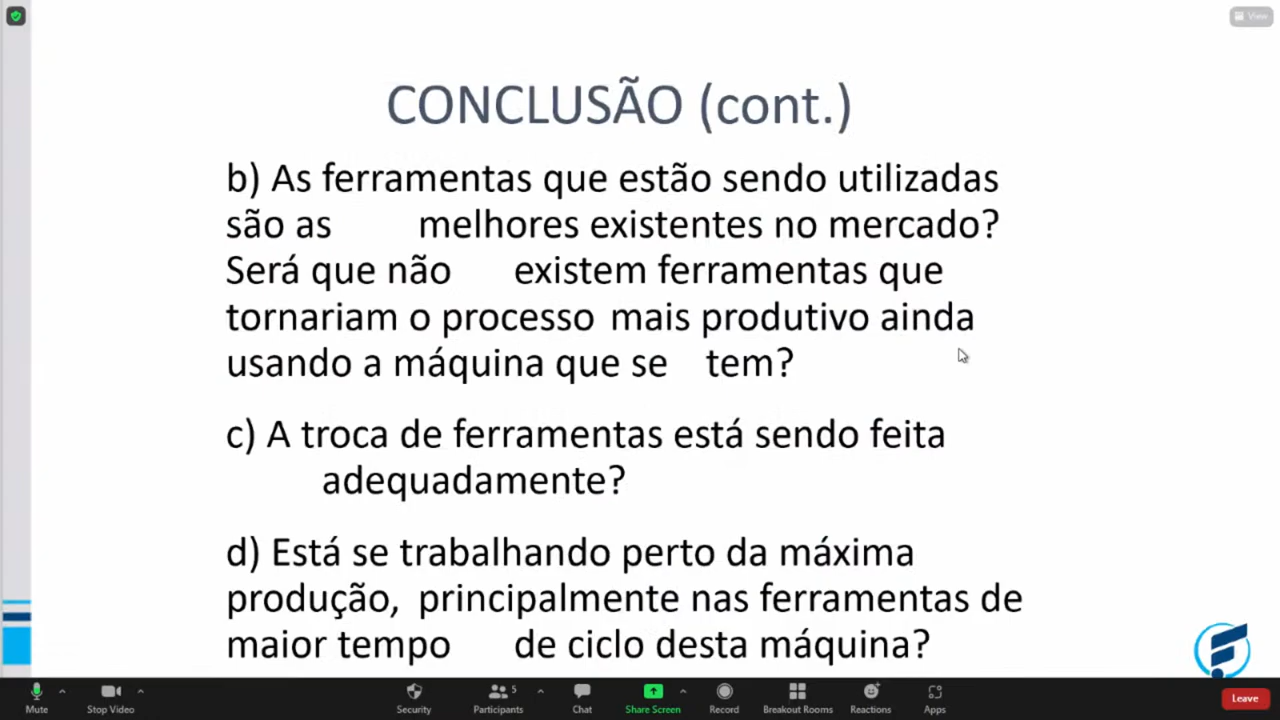 View
CONCLUSÃO (cont.)
b) As ferramentas que estão sendo utilizadas
são as melhores existentes no mercado?
Será que não existem ferramentas que
tornariam o processo mais produtivo ainda
usando a máquina que se tem?
c) A troca de ferramentas está sendo feita
adequadamente?
d) Está se trabalhando perto da máxima
produção, principalmente nas ferramentas de
maior tempo de ciclo desta máquina?
Mute
Stop Video
Security
5
Participants
Chat
Share Screen
Record
Breakout Rooms
Reactions
Apps
Leave